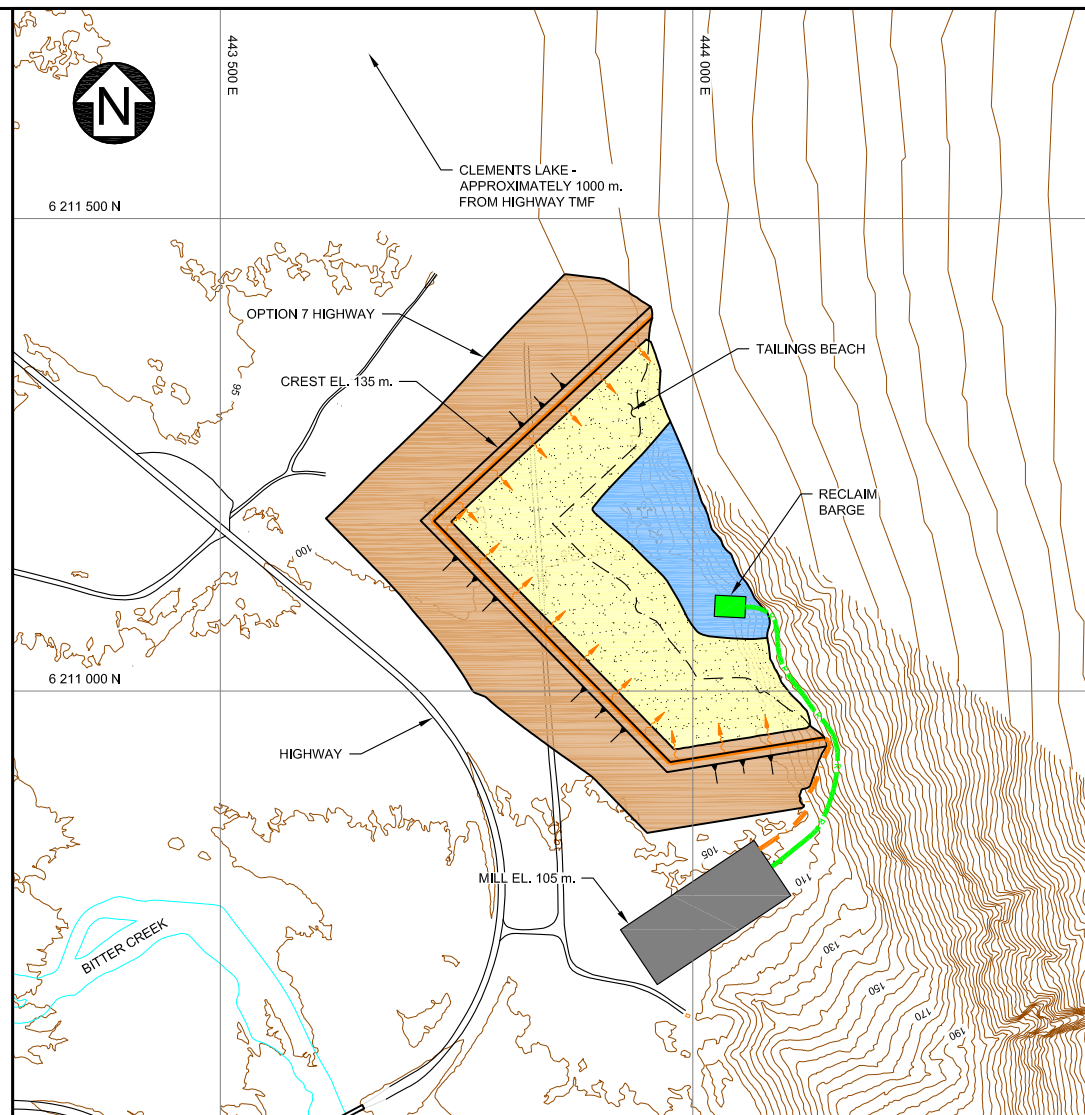 443 500 E
444 000 E
N
CLEMENTS LAKE -
APPROXIMATELY 1000 m.
FROM HIGHWAY TMF
6 211 500 N
OPTION 7 HIGHWAY
TAILINGS BEACH
CREST EL. 135 m.
95
RECLAIM
BARGE
100
6 211 000 N
HIGHWAY
105
MILL EL. 105 m.
110
130
BITTER CREEK
150
170
190